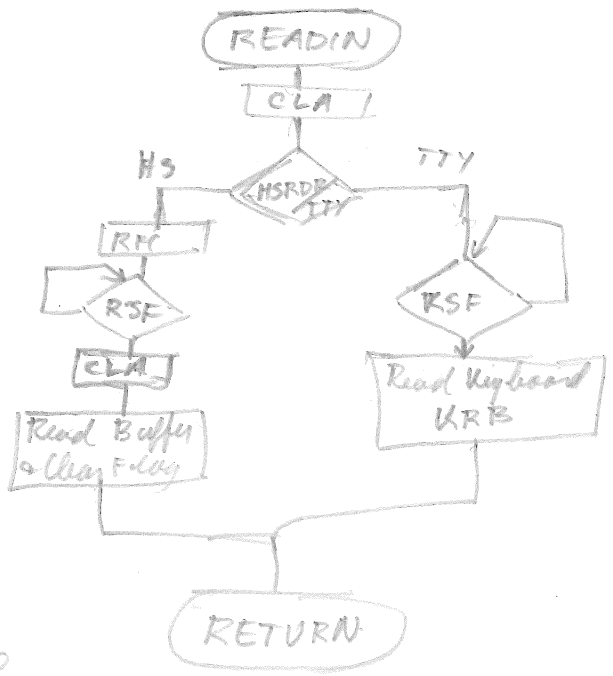 READIN
CLA
HS
TTY
HSRDR/
TTY
RFC
RSF
KSF
CLA
Read Keyboard
KRB
Read Buffer
& Clear Flag
RETURN